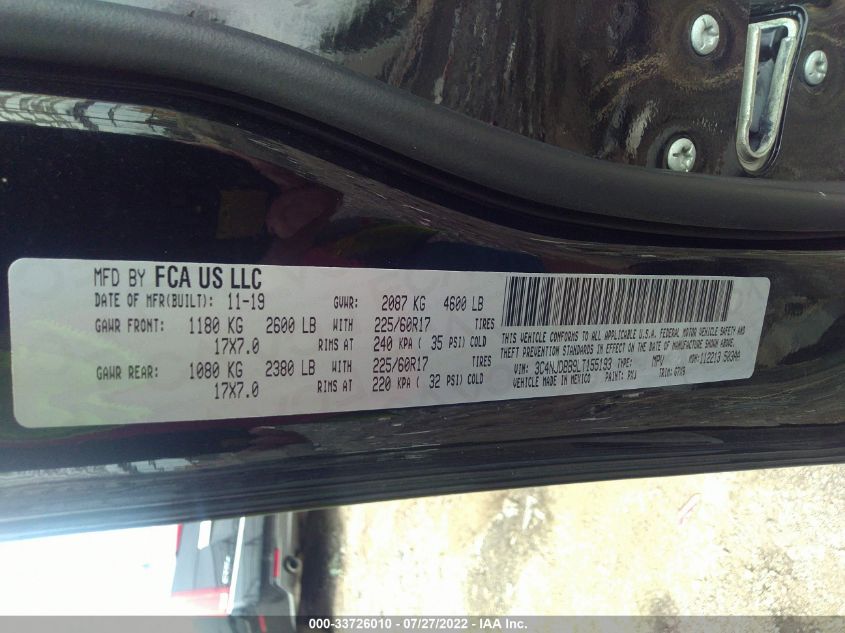 MFD BY FCA US LLC
DATE OF MFR(BUILT): 11-19 GVWR: 2087 KG 4600 LB
GAWR FRONT: 1180 KG 2600 LB WITH 225/60R17 TIRES
17X7.0 RIMS AT 240 KPA ( 35 PSI) COLD
GAWR REAR: 1080 KG 2380 LB WITH 225/60R17 TIRES
17X7.0 RIMS AT 220 KPA ( 32 PSI) COLD
THIS VEHICLE CONFORMS TO ALL APPLICABLE U.S.A. FEDERAL MOTOR VEHICLE SAFETY AND
THEFT PREVENTION STANDARDS IN EFFECT ON THE DATE OF MANUFACTURE SHOWN ABOVE.
VIN: 3C4NJDBB9LT155193 TYPE: MPV MDH: 112213 503AA
VEHICLE MADE IN MEXICO PAINT: PXJ TRIM:
000-33726010 - 07/27/2022 - IAA Inc.